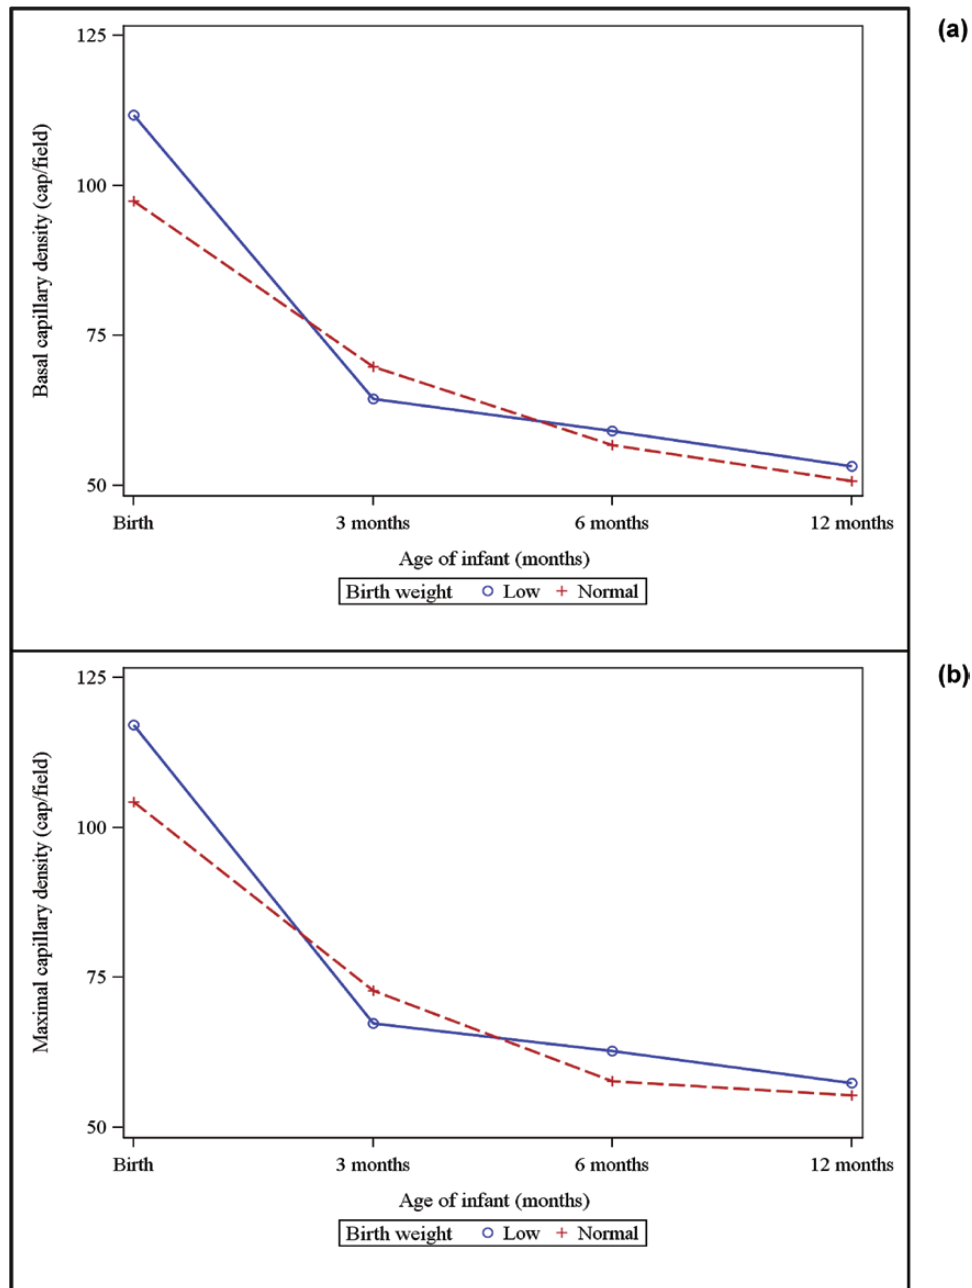 (a)
125
100
75
50
Basal capillary density (cap/field)
Birth 3 months 6 months 12 months
Age of infant (months)
Birth weight Low Normal
(b)
125
100
75
50
Maximal capillary density (cap/field)
Birth 3 months 6 months 12 months
Age of infant (months)
Birth weight Low Normal